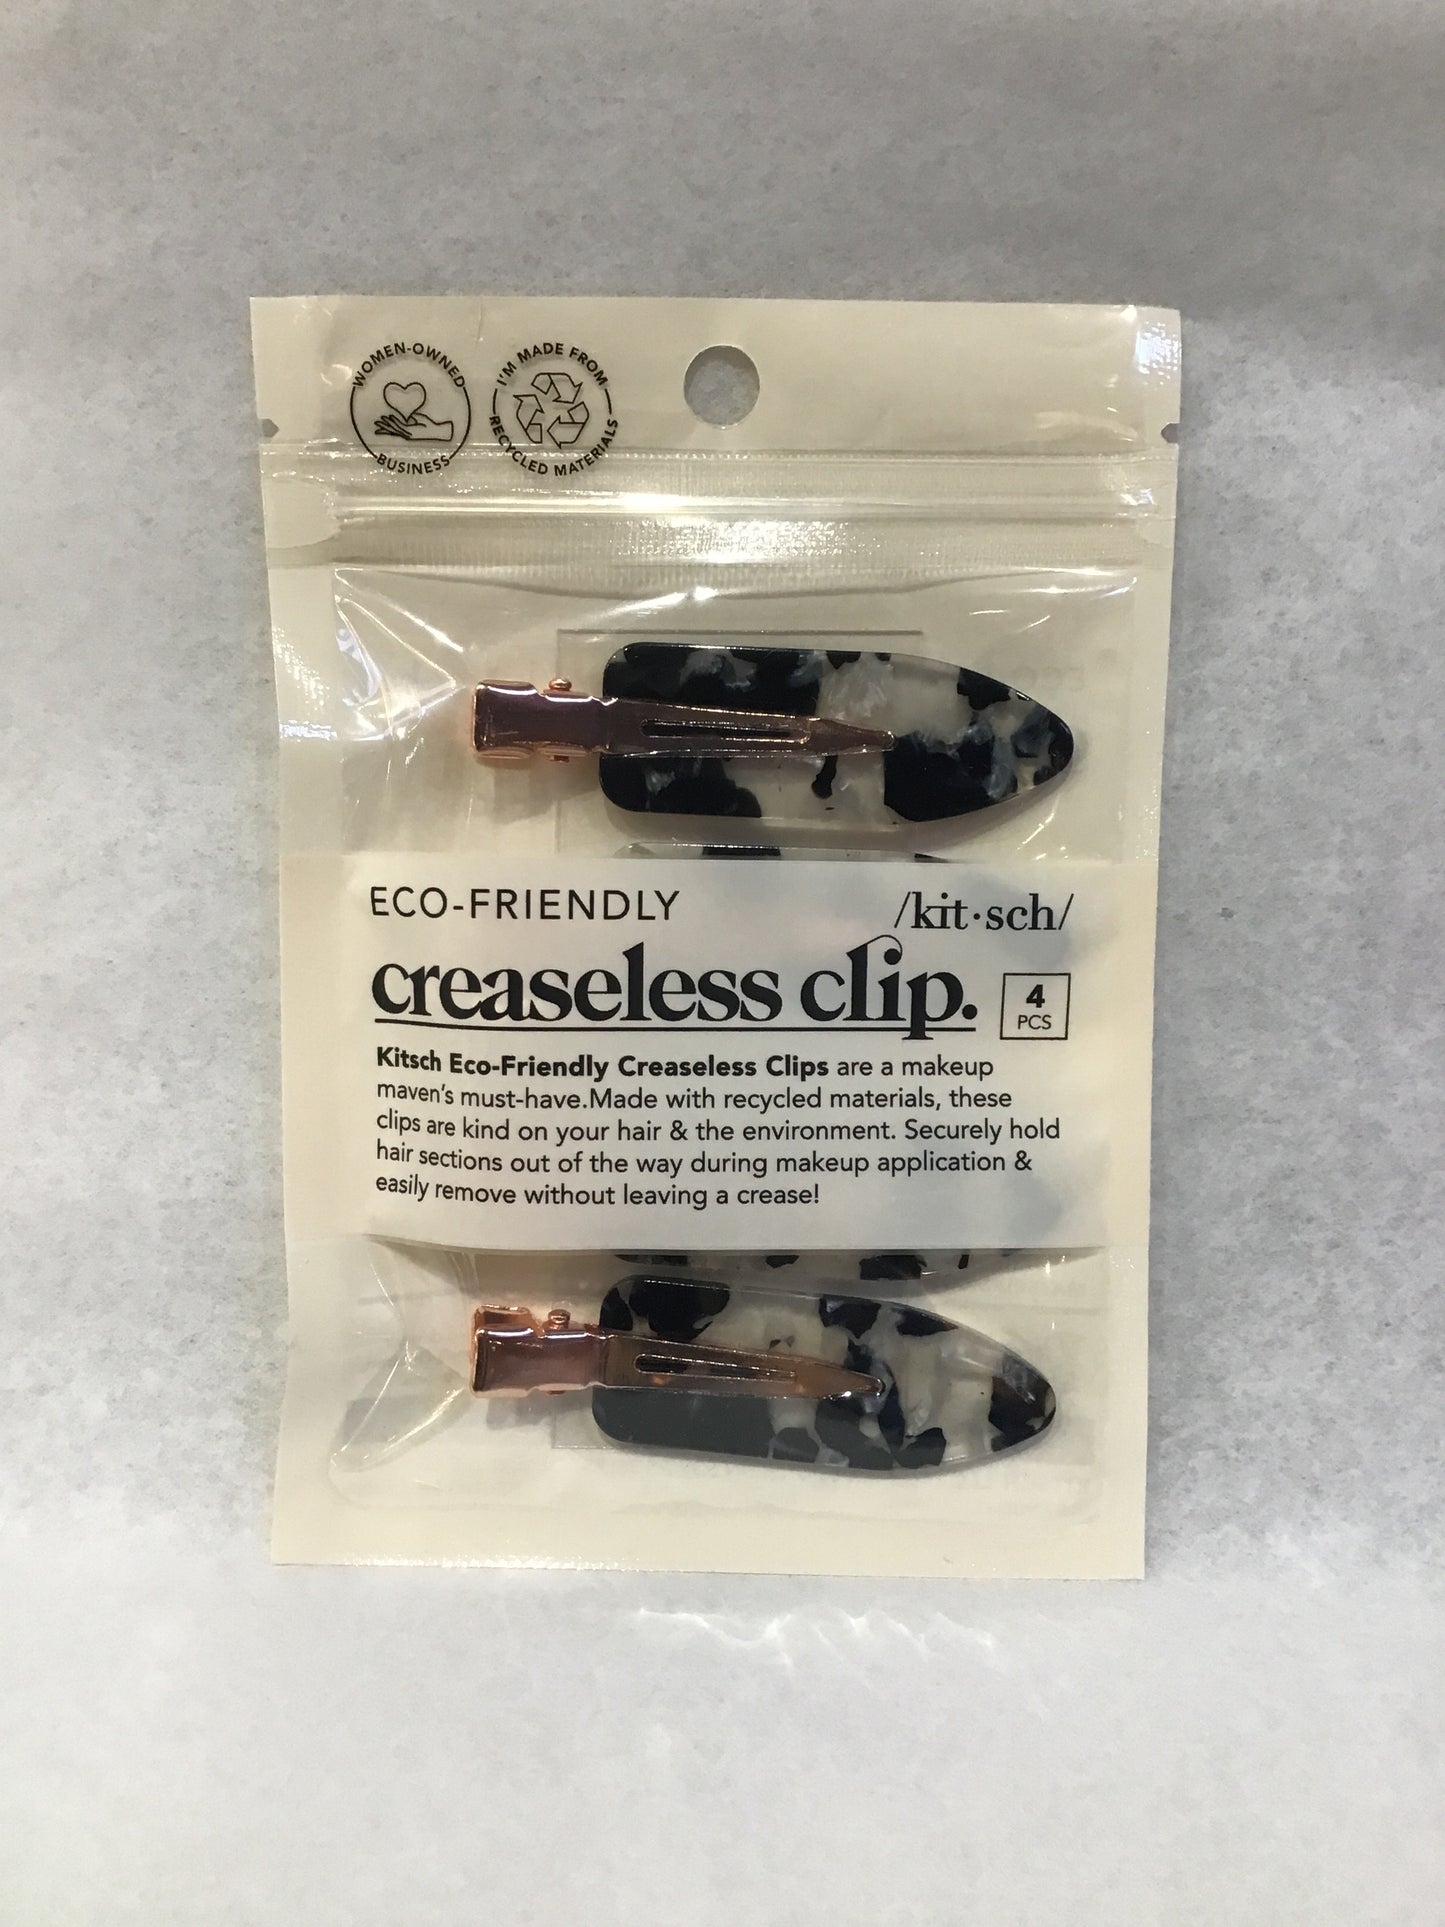 WOMEN-OWNED
BUSINESS
I'M MADE FROM
RECYCLED MATERIALS
ECO-FRIENDLY
/kit·sch/
creaseless clip.
4
PCS
Kitsch Eco-Friendly Creaseless Clips are a makeup
maven's must-have.Made with recycled materials, these
clips are kind on your hair & the environment. Securely hold
hair sections out of the way during makeup application &
easily remove without leaving a crease!